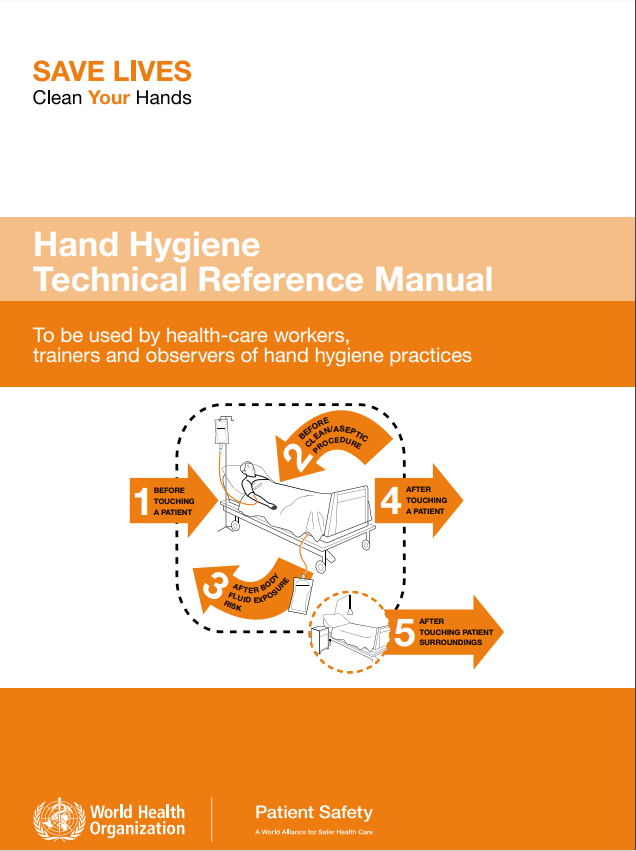 SAVE LIVES
Clean Your Hands
Hand Hygiene
Technical Reference Manual
To be used by health-care workers,
trainers and observers of hand hygiene practices
1
BEFORE
TOUCHING
A PATIENT
2
BEFORE
CLEAN/ASEPTIC
PROCEDURE
3
AFTER BODY
FLUID EXPOSURE
RISK
4
AFTER
TOUCHING
A PATIENT
5
AFTER
TOUCHING PATIENT
SURROUNDINGS
World Health
Organization
Patient Safety
A World Alliance for Safer Health Care